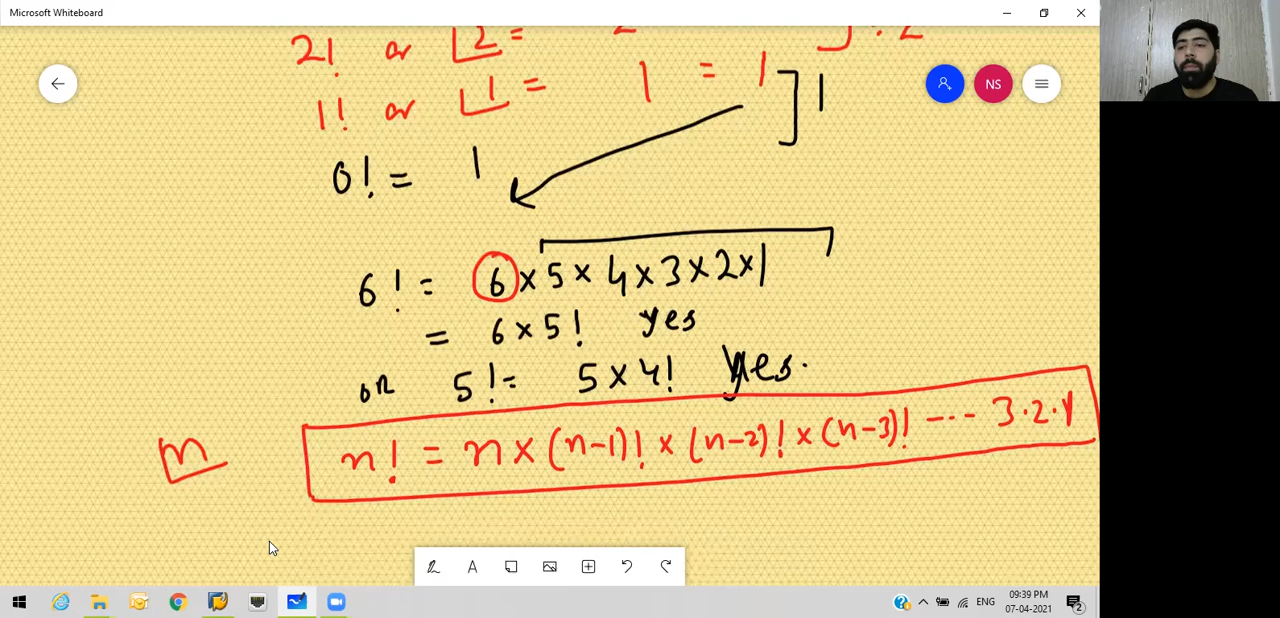 Microsoft Whiteboard
2! or ⌊2 = 2
1! or ⌊1 = 1 = 1 ] 1
0! = 1
NS
6! = 6 × 5 × 4 × 3 × 2 × 1
= 6 × 5! yes
or 5! = 5 × 4! Yes.
n
n! = n × (n-1)! × (n-2)! × (n-3)! ---- 3·2·1
A
ENG
09:39 PM
07-04-2021
2